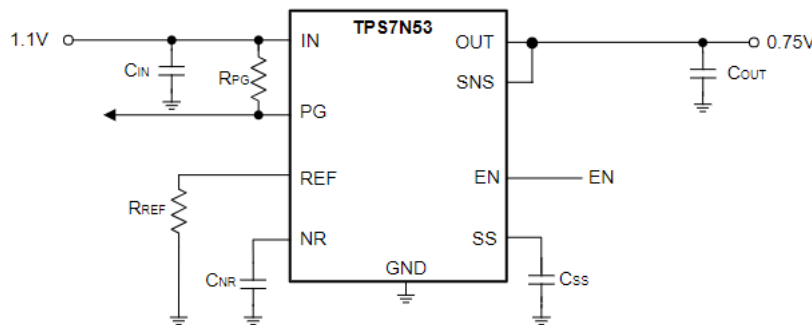 TPS7N53
1.1V
IN
OUT
0.75V
CIN
RPG
SNS
COUT
PG
REF
EN
EN
RREF
NR
SS
CNR
GND
CSS